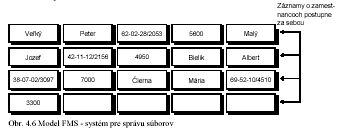 Záznamy o zamest-
nancoch postupne
za sebou
Veľký Peter 62-02-28/2053 5600 Malý
Jozef 42-11-12/2156 4950 Bielik Albert
38-07-02/3097 7000 Čierna Mária 69-52-10/4510
3300
Obr. 4.6 Model FMS - systém pre správu súborov